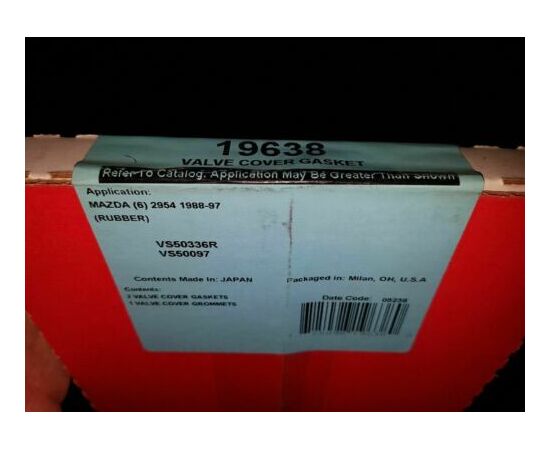 19638
VALVE COVER GASKET
Refer To Catalog. Application May Be Greater Than Shown
Application:
MAZDA (6) 2954 1988-97
(RUBBER)
VS50336R
VS50097
Contents Made In: JAPAN Packaged in: Milan, OH, U.S.A
Contents:
2 VALVE COVER GASKETS
1 VALVE COVER GROMMETS
Date Code: 05238